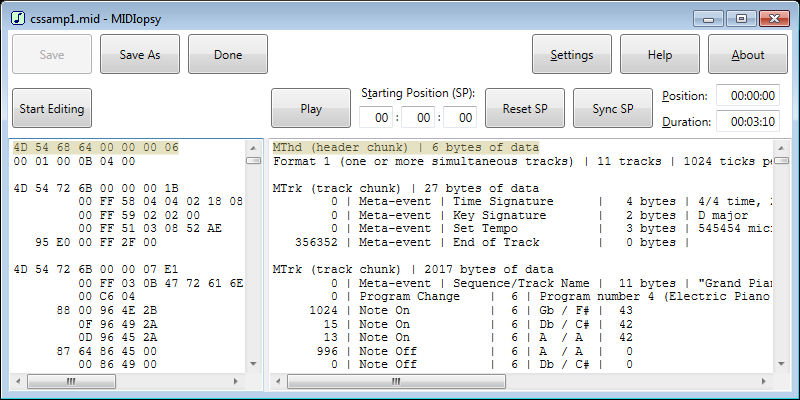 cssamp1.mid - MIDIopsy
Save Save As Done Settings Help About
Start Editing Play Starting Position (SP): 00 : 00 : 00 Reset SP Sync SP Position: 00:00:00
Duration: 00:03:10
4D 54 68 64 00 00 00 06
00 01 00 0B 04 00
4D 54 72 6B 00 00 00 1B
00 FF 58 04 04 02 18 08
00 FF 59 02 02 00
00 FF 51 03 08 52 AE
95 E0 00 FF 2F 00
4D 54 72 6B 00 00 07 E1
00 FF 03 0B 47 72 61 6E
00 C6 04
88 00 96 4E 2B
0F 96 49 2A
0D 96 45 2A
87 64 86 45 00
00 86 49 00
MThd (header chunk) | 6 bytes of data
Format 1 (one or more simultaneous tracks) | 11 tracks | 1024 ticks pe
MTrk (track chunk) | 27 bytes of data
0 | Meta-event | Time Signature | 4 bytes | 4/4 time, 2
0 | Meta-event | Key Signature | 2 bytes | D major
0 | Meta-event | Set Tempo | 3 bytes | 545454 mic
356352 | Meta-event | End of Track | 0 bytes |
MTrk (track chunk) | 2017 bytes of data
0 | Meta-event | Sequence/Track Name | 11 bytes | "Grand Pian
0 | Program Change | 6 | Program number 4 (Electric Piano
1024 | Note On | 6 | Gb / F# | 43
15 | Note On | 6 | Db / C# | 42
13 | Note On | 6 | A / A | 42
996 | Note Off | 6 | A / A | 0
0 | Note Off | 6 | Db / C# | 0